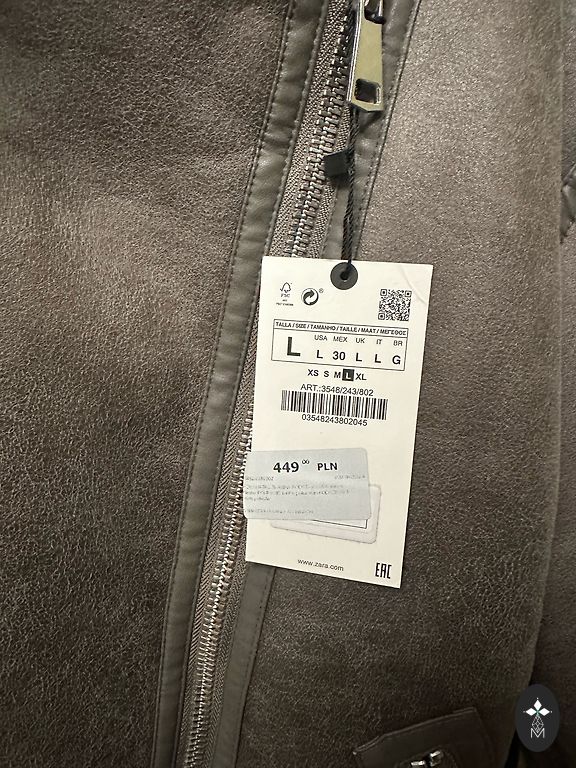 FSC
TALLA / SIZE / TAMANHO / TAILLE / MAAT / ΜΕΓΕΘΟΣ
USA MEX UK IT BR
L L 30 L L G
XS S M L XL
ART.:3548/243/802
03548243802045
449 00 PLN
www.zara.com
EAC
M